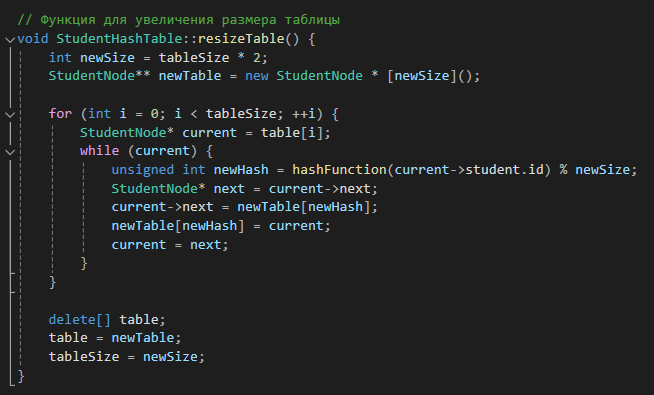 // Функция для увеличения размера таблицы
void StudentHashTable::resizeTable() {
    int newSize = tableSize * 2;
    StudentNode** newTable = new StudentNode * [newSize]();

    for (int i = 0; i < tableSize; ++i) {
        StudentNode* current = table[i];
        while (current) {
            unsigned int newHash = hashFunction(current->student.id) % newSize;
            StudentNode* next = current->next;
            current->next = newTable[newHash];
            newTable[newHash] = current;
            current = next;
        }
    }

    delete[] table;
    table = newTable;
    tableSize = newSize;
}